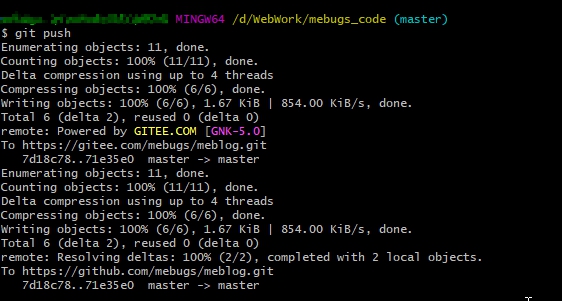 MINGW64 /d/WebWork/mebugs_code (master)
$ git push
Enumerating objects: 11, done.
Counting objects: 100% (11/11), done.
Delta compression using up to 4 threads
Compressing objects: 100% (6/6), done.
Writing objects: 100% (6/6), 1.67 KiB | 854.00 KiB/s, done.
Total 6 (delta 2), reused 0 (delta 0)
remote: Powered by GITEE.COM [GNK-5.0]
To https://gitee.com/mebugs/meblog.git
   7d18c78..71e35e0  master -> master
Enumerating objects: 11, done.
Counting objects: 100% (11/11), done.
Delta compression using up to 4 threads
Compressing objects: 100% (6/6), done.
Writing objects: 100% (6/6), 1.67 KiB | 854.00 KiB/s, done.
Total 6 (delta 2), reused 0 (delta 0)
remote: Resolving deltas: 100% (2/2), completed with 2 local objects.
To https://github.com/mebugs/meblog.git
   7d18c78..71e35e0  master -> master